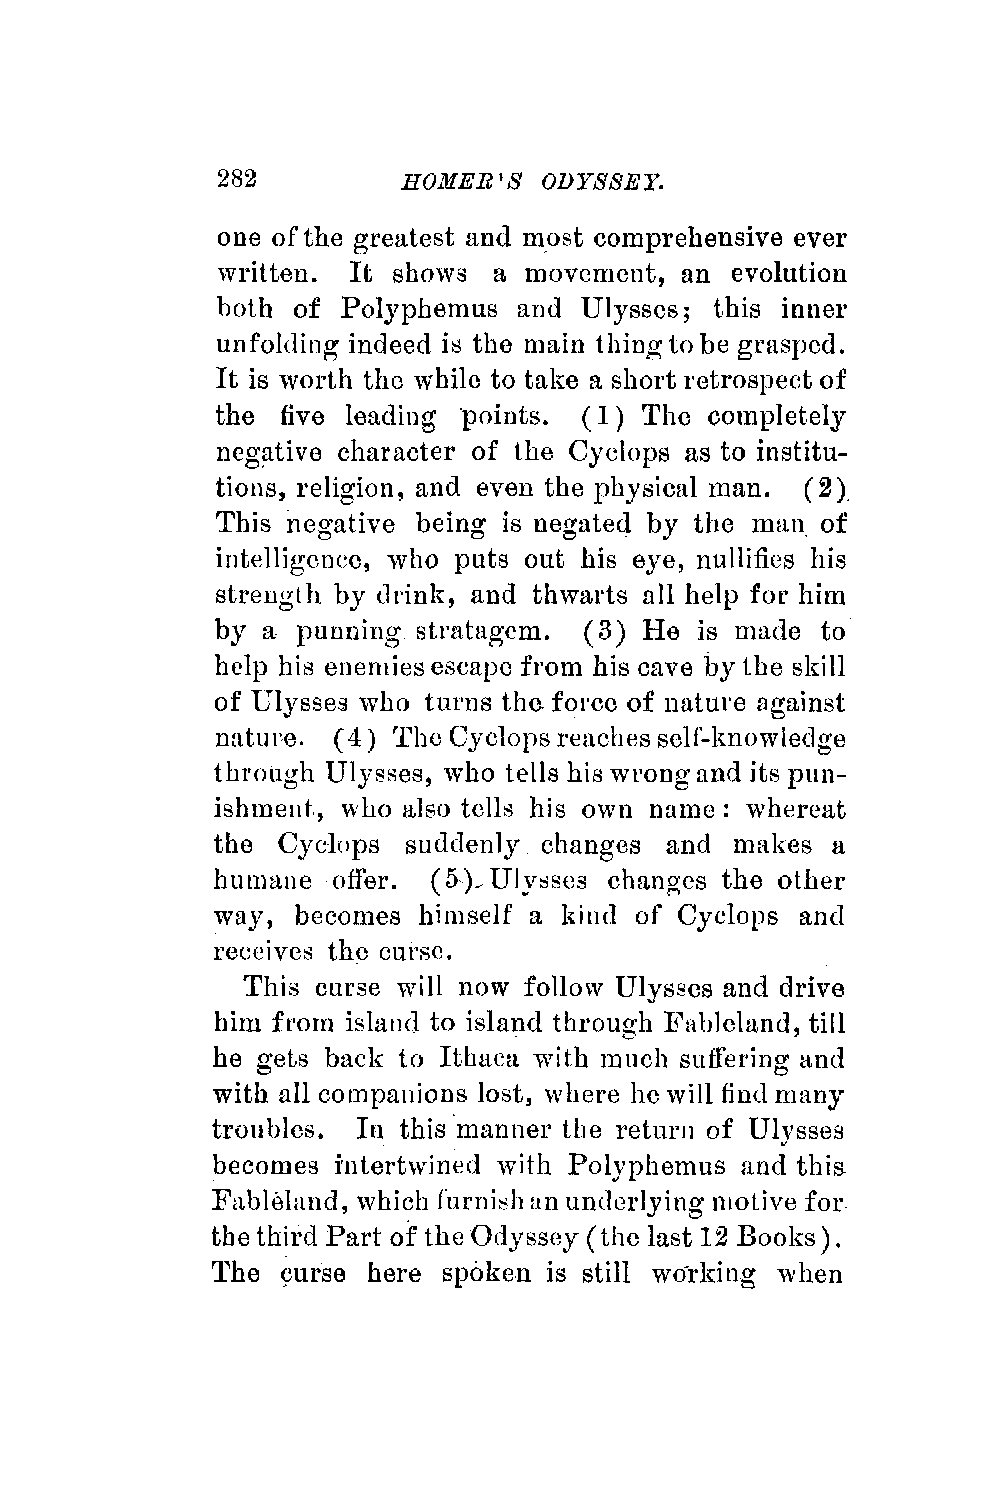 282 HOMER'S ODYSSEY.
one of the greatest and most comprehensive ever
written. It shows a movement, an evolution
both of Polyphemus and Ulysses; this inner
unfolding indeed is the main thing to be grasped.
It is worth the while to take a short retrospect of
the five leading points. (1) The completely
negative character of the Cyclops as to institu-
tions, religion, and even the physical man. (2)
This negative being is negated by the man of
intelligence, who puts out his eye, nullifies his
strength by drink, and thwarts all help for him
by a punning stratagem. (3) He is made to
help his enemies escape from his cave by the skill
of Ulysses who turns the force of nature against
nature. (4) The Cyclops reaches self-knowledge
through Ulysses, who tells his wrong and its pun-
ishment, who also tells his own name: whereat
the Cyclops suddenly changes and makes a
humane offer. (5) Ulysses changes the other
way, becomes himself a kind of Cyclops and
receives the curse.
This curse will now follow Ulysses and drive
him from island to island through Fableland, till
he gets back to Ithaca with much suffering and
with all companions lost, where he will find many
troubles. In this manner the return of Ulysses
becomes intertwined with Polyphemus and this
Fableland, which furnish an underlying motive for
the third Part of the Odyssey (the last 12 Books).
The curse here spoken is still working when